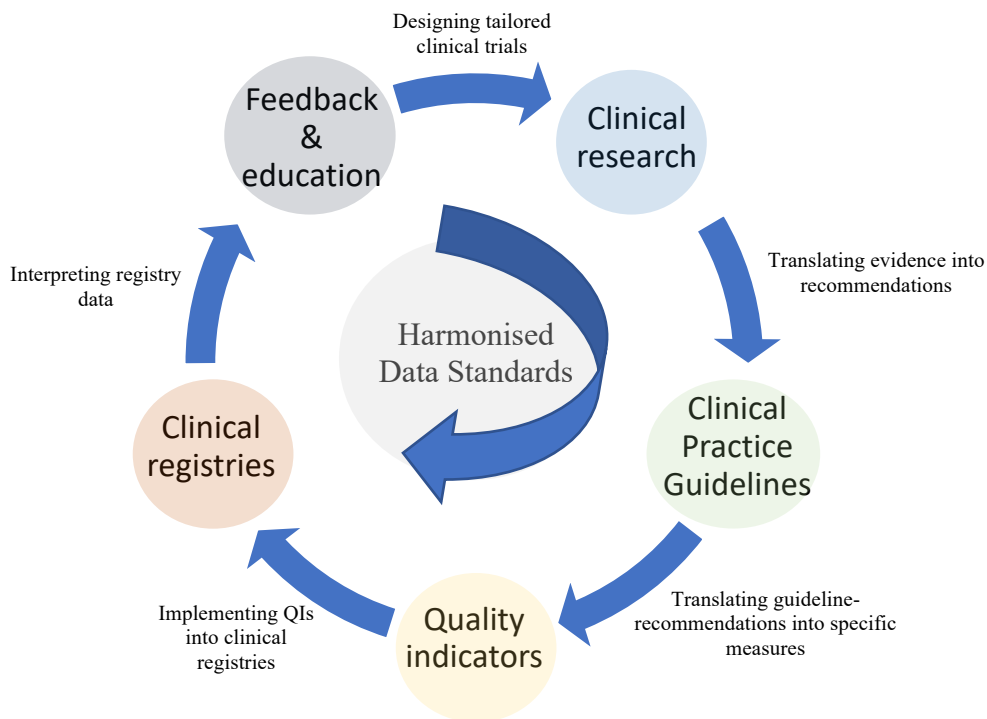 Designing tailored
clinical trials
Feedback
&
education
Clinical
research
Interpreting registry
data
Translating evidence into
recommendations
Harmonised
Data Standards
Clinical
registries
Clinical
Practice
Guidelines
Implementing QIs
into clinical
registries
Quality
indicators
Translating guideline-
recommendations into specific
measures